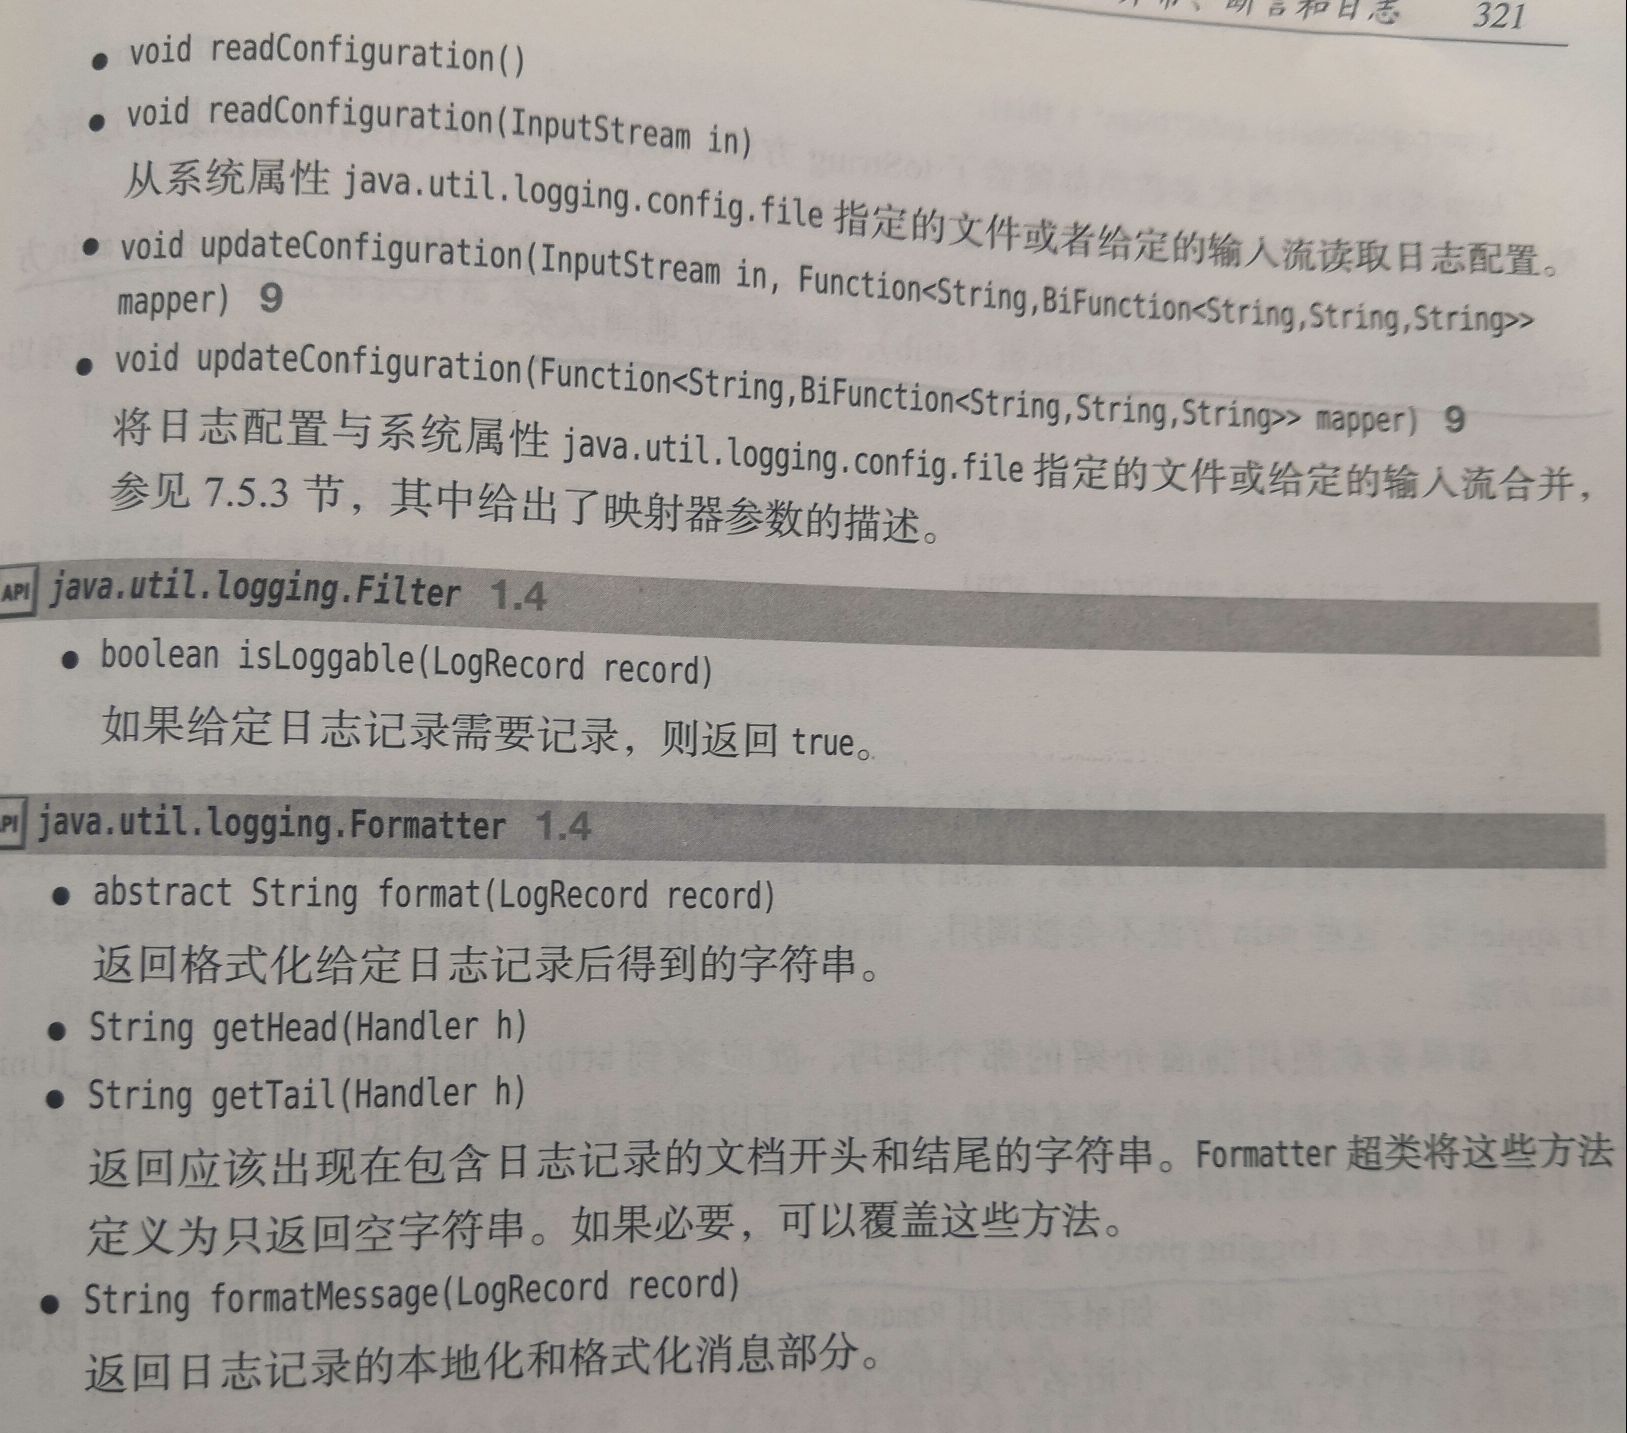 断言和日志 321
● void readConfiguration()
● void readConfiguration(InputStream in)
从系统属性 java.util.logging.config.file 指定的文件或者给定的输入流读取日志配置。
● void updateConfiguration(InputStream in, Function<String,BiFunction<String,String,String>>
mapper) 9
● void updateConfiguration(Function<String,BiFunction<String,String,String>> mapper) 9
将日志配置与系统属性 java.util.logging.config.file 指定的文件或给定的输入流合并，
参见 7.5.3 节，其中给出了映射器参数的描述。
API java.util.logging.Filter 1.4
● boolean isLoggable(LogRecord record)
如果给定日志记录需要记录，则返回 true。
API java.util.logging.Formatter 1.4
● abstract String format(LogRecord record)
返回格式化给定日志记录后得到的字符串。
● String getHead(Handler h)
● String getTail(Handler h)
返回应该出现在包含日志记录的文档开头和结尾的字符串。Formatter 超类将这些方法
定义为只返回空字符串。如果必要，可以覆盖这些方法。
● String formatMessage(LogRecord record)
返回日志记录的本地化和格式化消息部分。